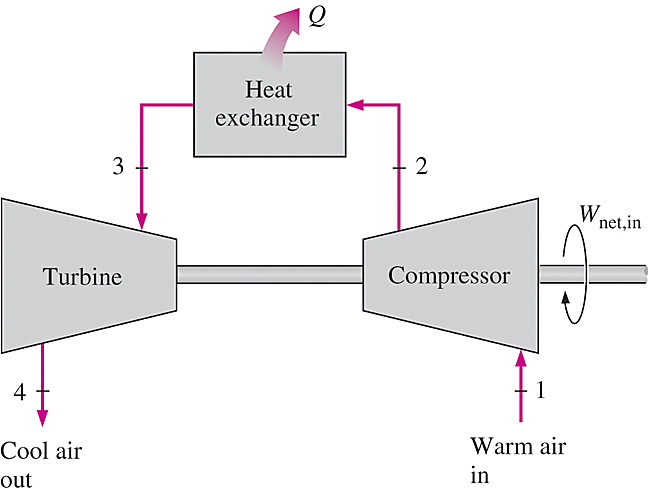 Q
Heat
exchanger
3
2
W net,in
Turbine
Compressor
4
1
Cool air
out
Warm air
in